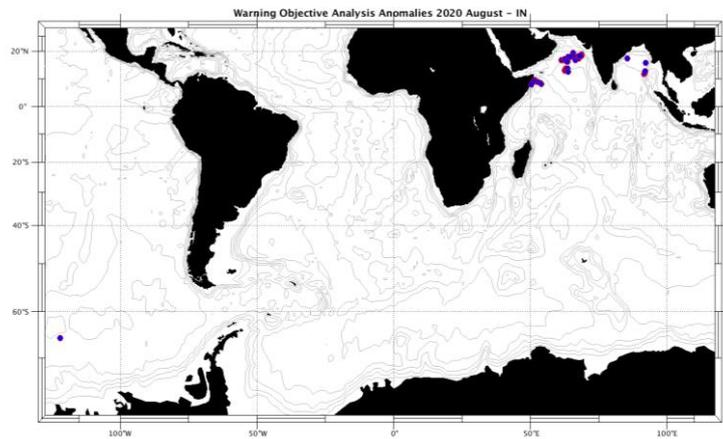 Warning Objective Analysis Anomalies 2020 August – IN
20°N
0°
20°S
40°S
60°S
100°W
50°W
0°
50°E
100°E